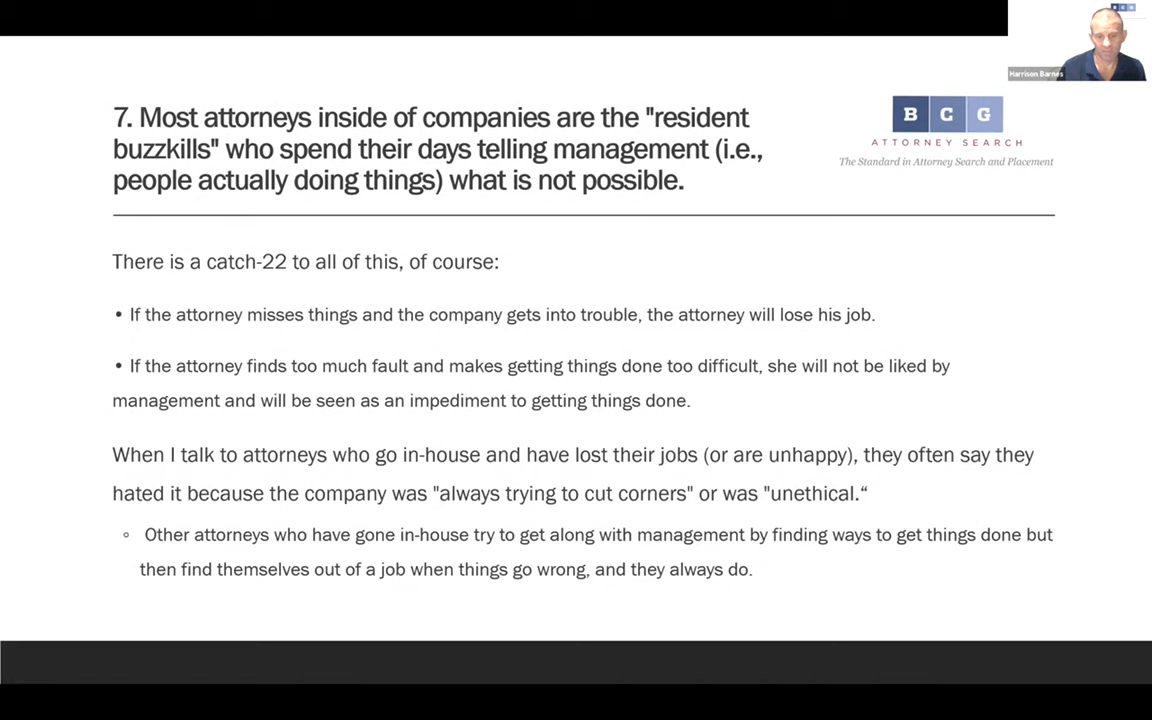 Harrison Barnes
7. Most attorneys inside of companies are the "resident
buzzkills" who spend their days telling management (i.e.,
people actually doing things) what is not possible.
B C G
ATTORNEY SEARCH
The Standard in Attorney Search and Placement
There is a catch-22 to all of this, of course:
• If the attorney misses things and the company gets into trouble, the attorney will lose his job.
• If the attorney finds too much fault and makes getting things done too difficult, she will not be liked by
management and will be seen as an impediment to getting things done.
When I talk to attorneys who go in-house and have lost their jobs (or are unhappy), they often say they
hated it because the company was "always trying to cut corners" or was "unethical.“
◦ Other attorneys who have gone in-house try to get along with management by finding ways to get things done but
then find themselves out of a job when things go wrong, and they always do.